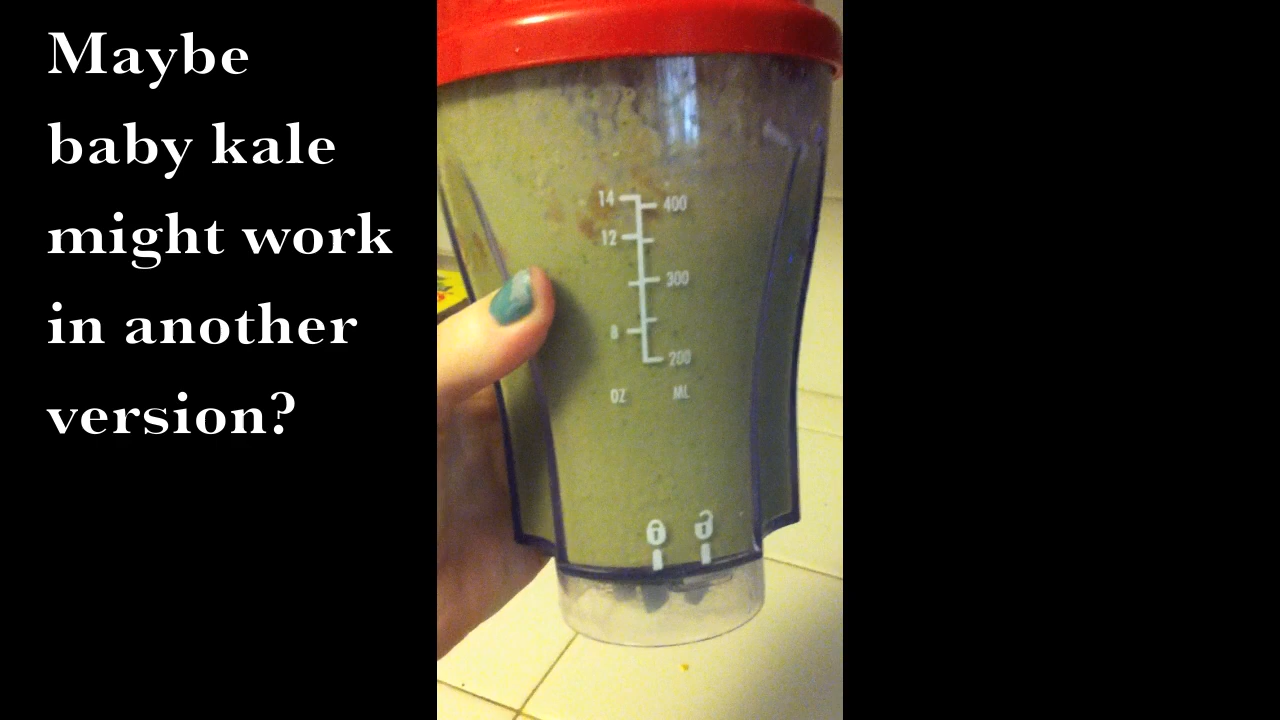 Maybe
baby kale
might work
in another
version?
14 400
12
300
8
200
OZ ML